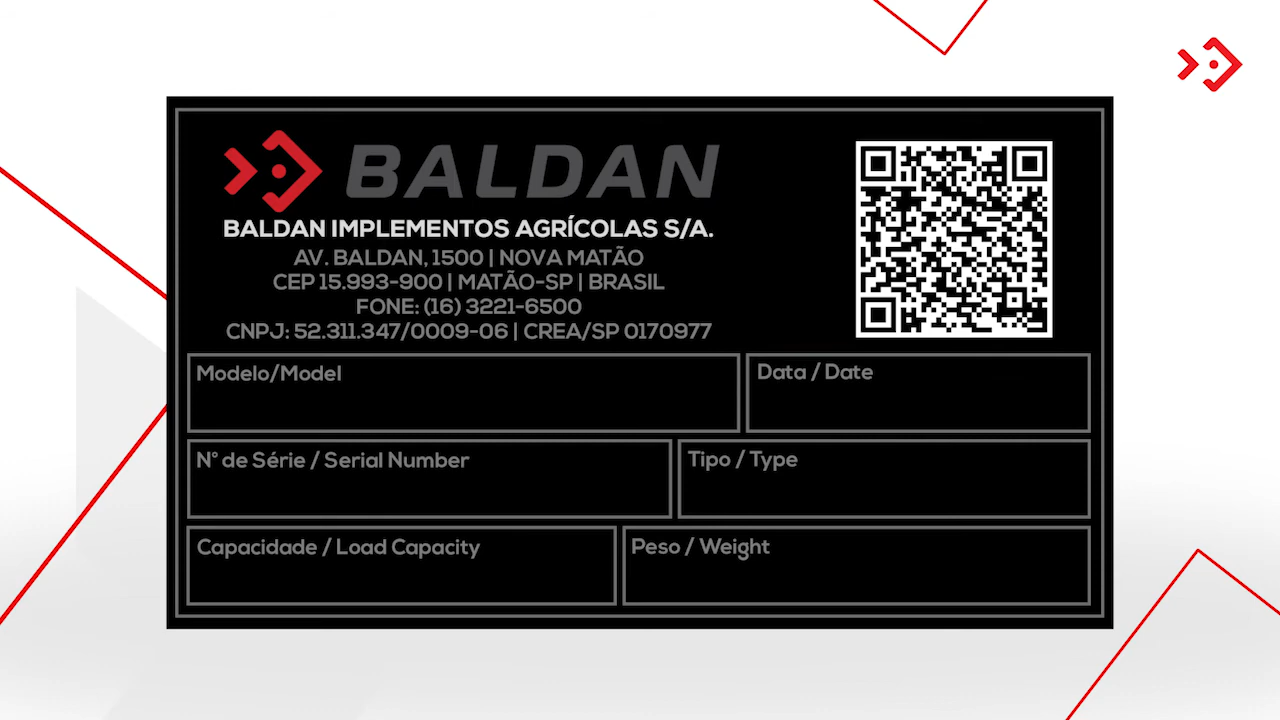 BALDAN
BALDAN IMPLEMENTOS AGRÍCOLAS S/A.
AV. BALDAN, 1500 | NOVA MATÃO
CEP 15.993-900 | MATÃO-SP | BRASIL
FONE: (16) 3221-6500
CNPJ: 52.311.347/0009-06 | CREA/SP 0170977
Modelo/Model
Data / Date
N° de Série / Serial Number
Tipo / Type
Capacidade / Load Capacity
Peso / Weight